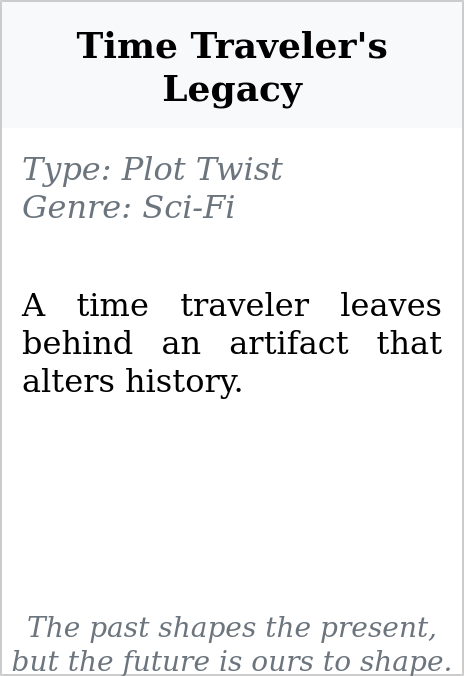 Time Traveler's
Legacy
Type: Plot Twist
Genre: Sci-Fi
A time traveler leaves
behind an artifact that
alters history.
The past shapes the present,
but the future is ours to shape.